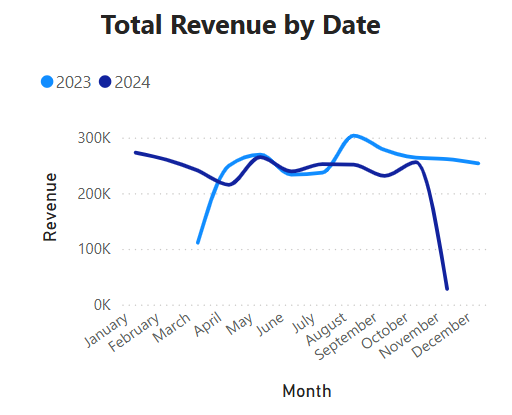 Total Revenue by Date
2023 2024
300K
200K
100K
0K
Revenue
January February March April May June July August September October November December
Month